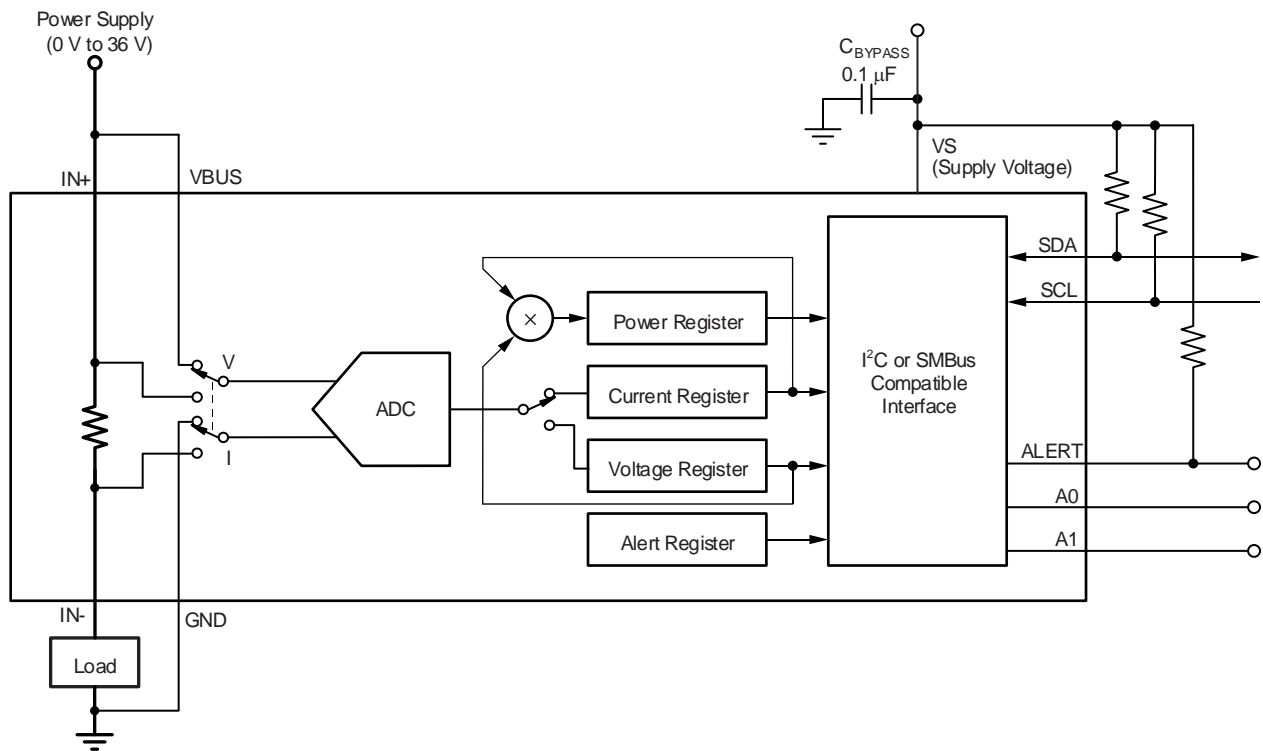 Power Supply
(0 V to 36 V)
C_BYPASS
0.1 μF
VS
(Supply Voltage)
IN+
VBUS
SDA
SCL
V
I
ADC
×
Power Register
Current Register
Voltage Register
Alert Register
I²C or SMBus
Compatible
Interface
ALERT
A0
A1
IN-
GND
Load